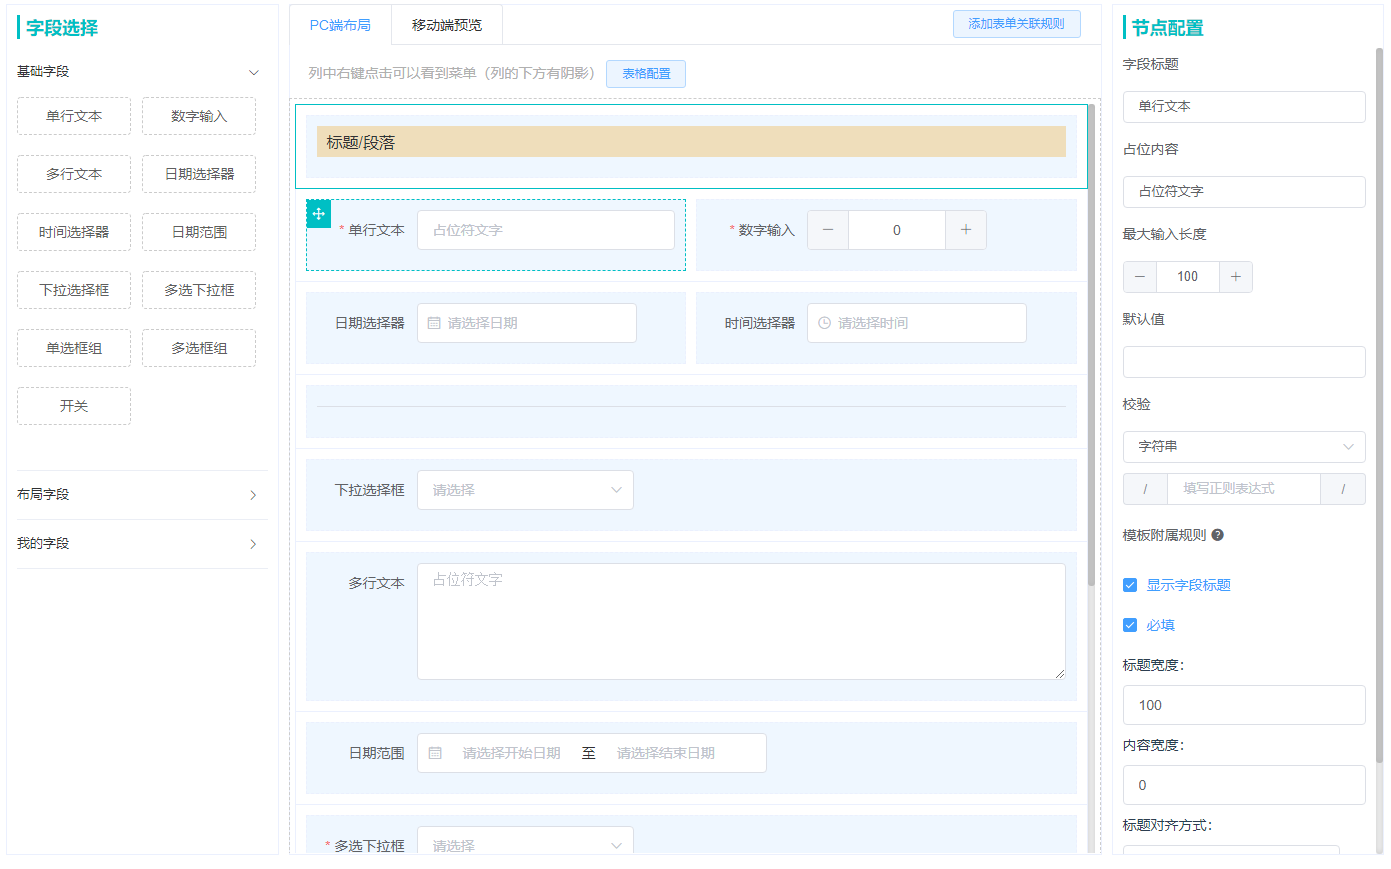 字段选择
基础字段
单行文本 数字输入
多行文本 日期选择器
时间选择器 日期范围
下拉选择框 多选下拉框
单选框组 多选框组
开关
布局字段
我的字段
PC端布局 移动端预览 添加表单关联规则
列中右键点击可以看到菜单（列的下方有阴影） 表格配置
标题/段落
* 单行文本 占位符文字 * 数字输入 － 0 ＋
日期选择器 请选择日期 时间选择器 请选择时间
下拉选择框 请选择
多行文本 占位符文字
日期范围 请选择开始日期 至 请选择结束日期
* 多选下拉框 请选择
节点配置
字段标题
单行文本
占位内容
占位符文字
最大输入长度
－ 100 ＋
默认值
校验
字符串
/ 填写正则表达式 /
模板附属规则 ?
显示字段标题
必填
标题宽度:
100
内容宽度:
0
标题对齐方式: